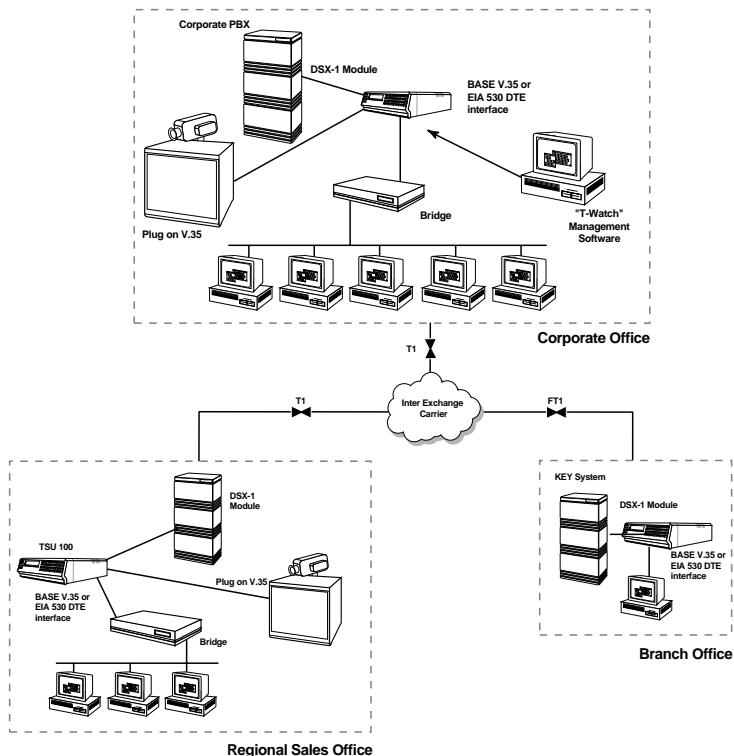 Corporate PBX
DSX-1 Module
BASE V.35 or
EIA 530 DTE
interface
Plug on V.35
Bridge
"T-Watch"
Management
Software
Corporate Office
T1
Inter Exchange
Carrier
T1
FT1
DSX-1
Module
TSU 100
Plug on V.35
BASE V.35 or
EIA 530 DTE
interface
Bridge
Regional Sales Office
KEY System
DSX-1 Module
BASE V.35 or
EIA 530 DTE
interface
Branch Office